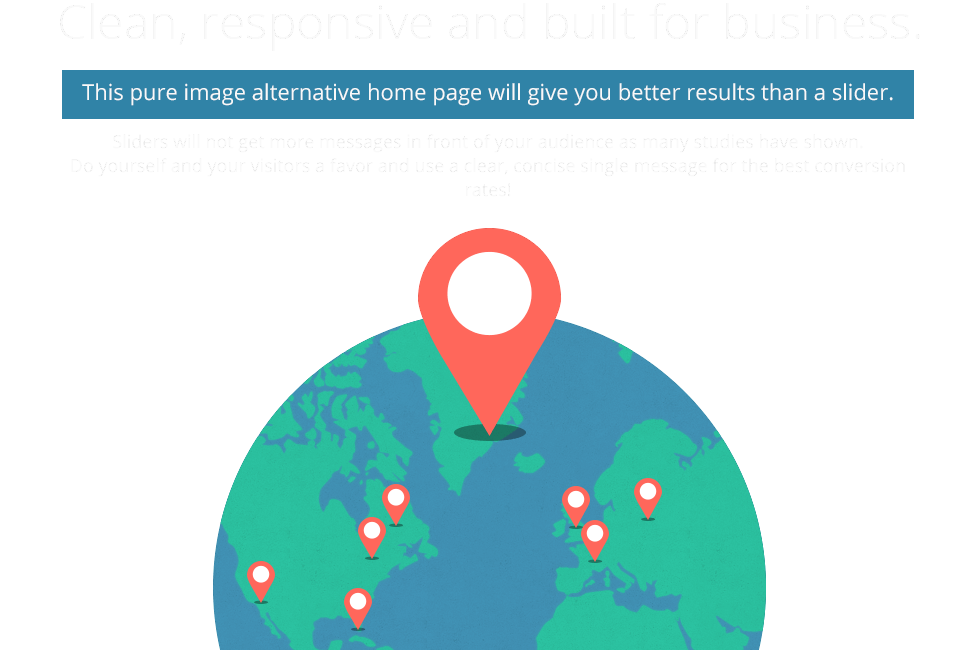 Clean, responsive and built for business.
This pure image alternative home page will give you better results than a slider.
Sliders will not get more messages in front of your audience as many studies have shown.
Do yourself and your visitors a favor and use a clear, concise single message for the best conversion
rates!